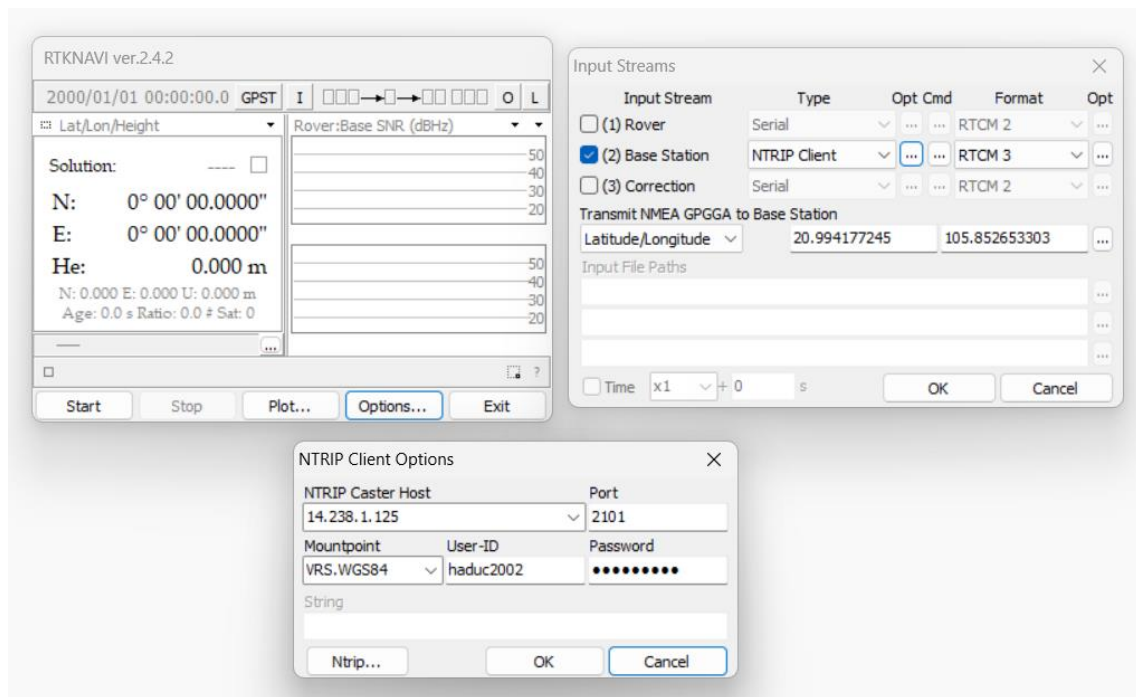 RTKNAVI ver.2.4.2
2000/01/01 00:00:00.0 GPST I O L
Lat/Lon/Height
Rover:Base SNR (dBHz)
Solution: ----
N: 0° 00' 00.0000"
E: 0° 00' 00.0000"
He: 0.000 m
N: 0.000 E: 0.000 U: 0.000 m
Age: 0.0 s Ratio: 0.0 # Sat: 0
50
40
30
20
50
40
30
20
...
?
Start Stop Plot... Options... Exit
Input Streams
Input Stream Type Opt Cmd Format Opt
(1) Rover Serial ... ... RTCM 2 ...
(2) Base Station NTRIP Client ... ... RTCM 3 ...
(3) Correction Serial ... ... RTCM 2 ...
Transmit NMEA GPGGA to Base Station
Latitude/Longitude 20.994177245 105.852653303 ...
Input File Paths
...
...
...
Time x1 + 0 s OK Cancel
NTRIP Client Options
NTRIP Caster Host Port
14.238.1.125 2101
Mountpoint User-ID Password
VRS.WGS84 haduc2002 •••••••••
String
Ntrip... OK Cancel